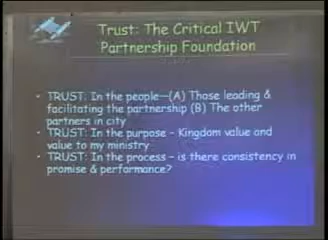 Trust: The Critical IWT
Partnership Foundation
• TRUST: In the people—(A) Those leading &
facilitating the partnership (B) The other
partners in city
• TRUST: In the purpose – Kingdom value and
value to my ministry
• TRUST: In the process – is there consistency in
promise & performance?